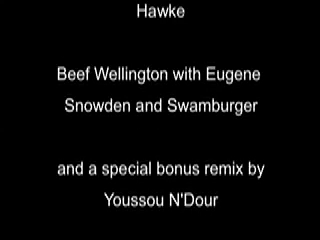 Hawke
Beef Wellington with Eugene
Snowden and Swamburger
and a special bonus remix by
Youssou N'Dour